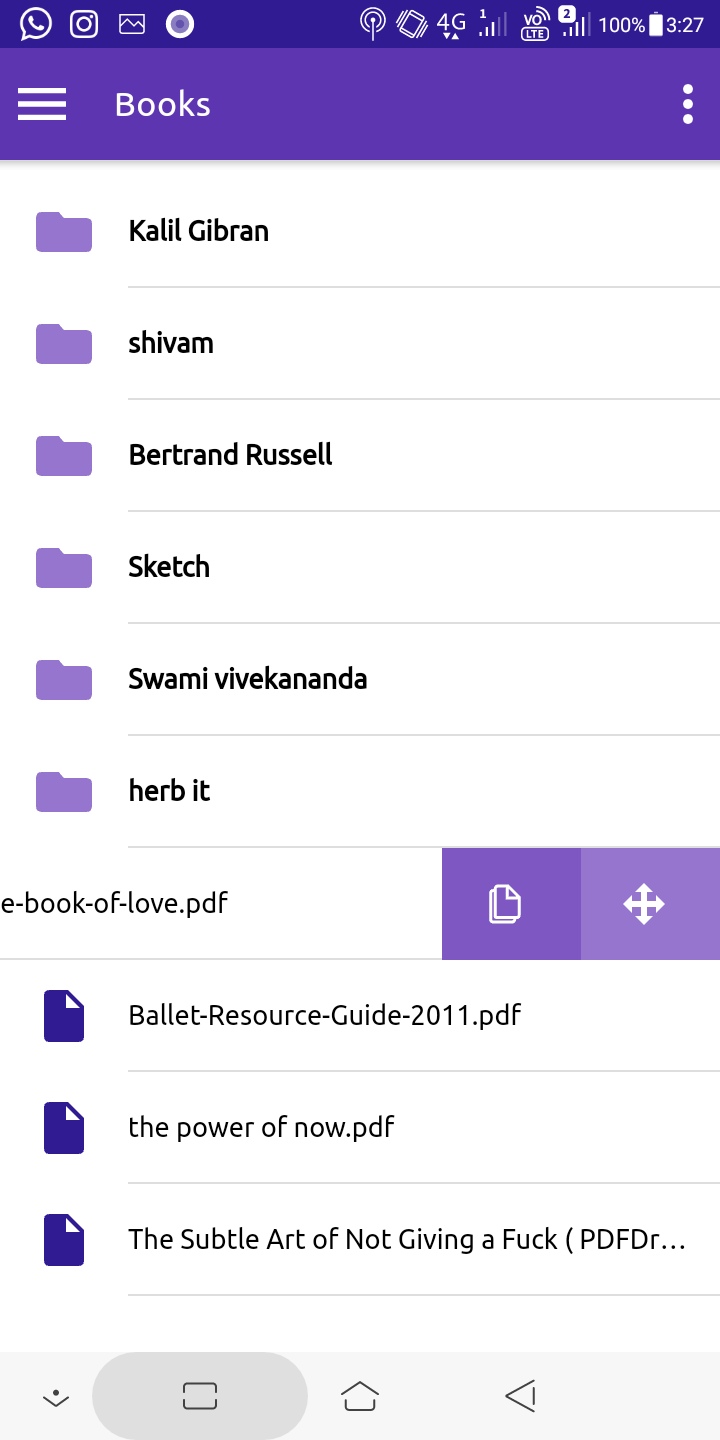 4G 1 VO LTE 2 100% 3:27
Books
Kalil Gibran
shivam
Bertrand Russell
Sketch
Swami vivekananda
herb it
e-book-of-love.pdf
Ballet-Resource-Guide-2011.pdf
the power of now.pdf
The Subtle Art of Not Giving a Fuck ( PDFDr...